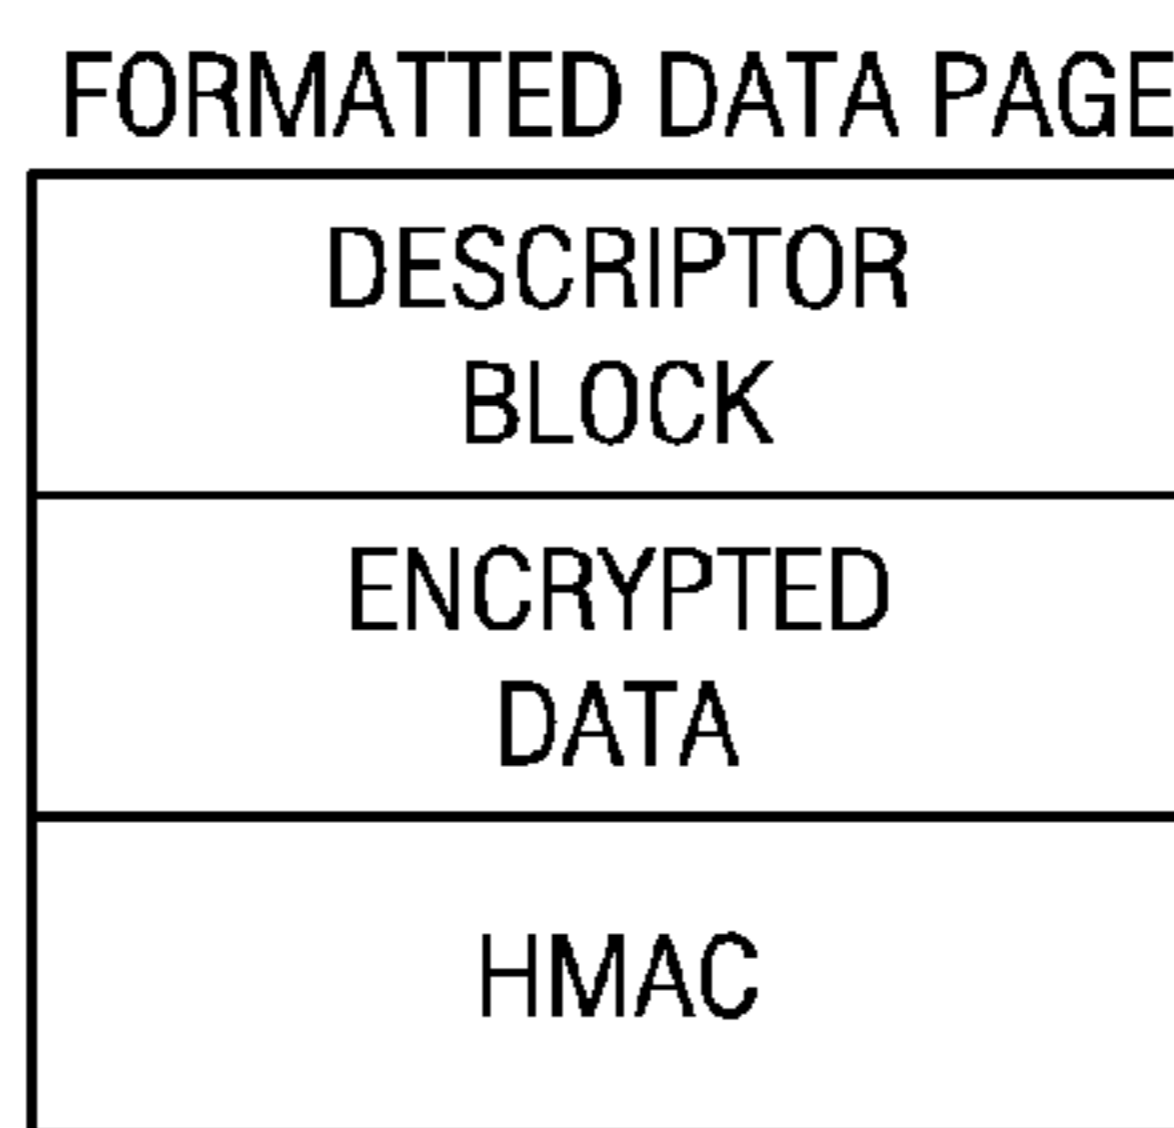 FORMATTED DATA PAGE
DESCRIPTOR
BLOCK
ENCRYPTED
DATA
HMAC